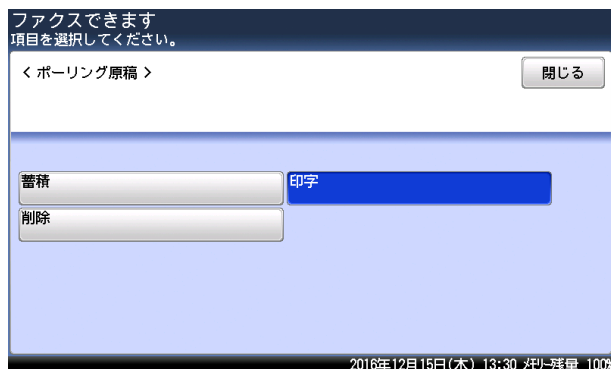 ファクスできます
項目を選択してください。
< ポーリング原稿 >
閉じる
蓄積
印字
削除
2016年12月15日(木) 13:30 メモリー残量 100%